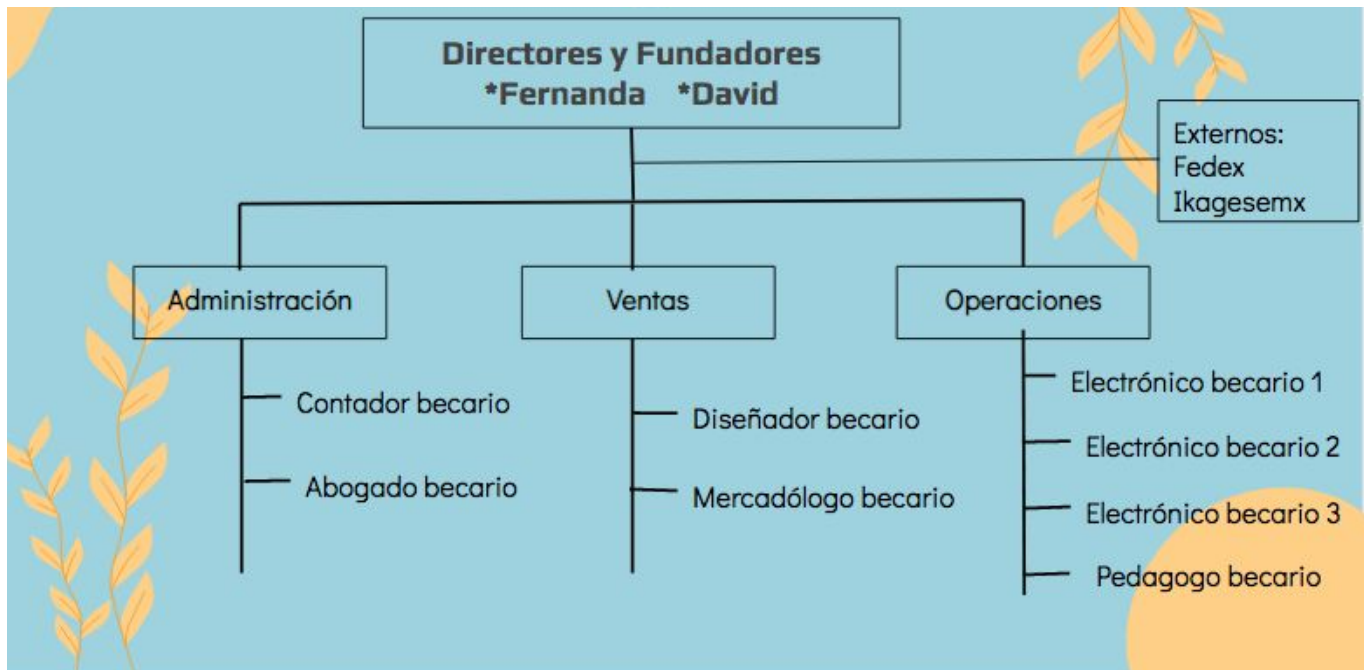 Directores y Fundadores
*Fernanda *David
Externos:
Fedex
Ikagesemx
Administración
Ventas
Operaciones
Contador becario
Abogado becario
Diseñador becario
Mercadólogo becario
Electrónico becario 1
Electrónico becario 2
Electrónico becario 3
Pedagogo becario